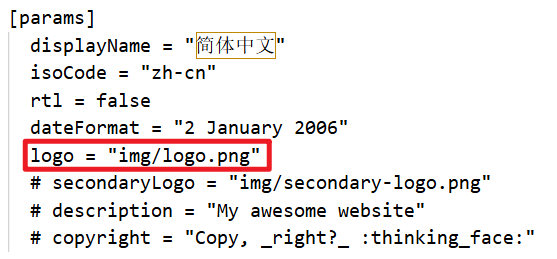 [params]
displayName = "简体中文"
isoCode = "zh-cn"
rtl = false
dateFormat = "2 January 2006"
logo = "img/logo.png"
# secondaryLogo = "img/secondary-logo.png"
# description = "My awesome website"
# copyright = "Copy, _right?_ :thinking_face:"